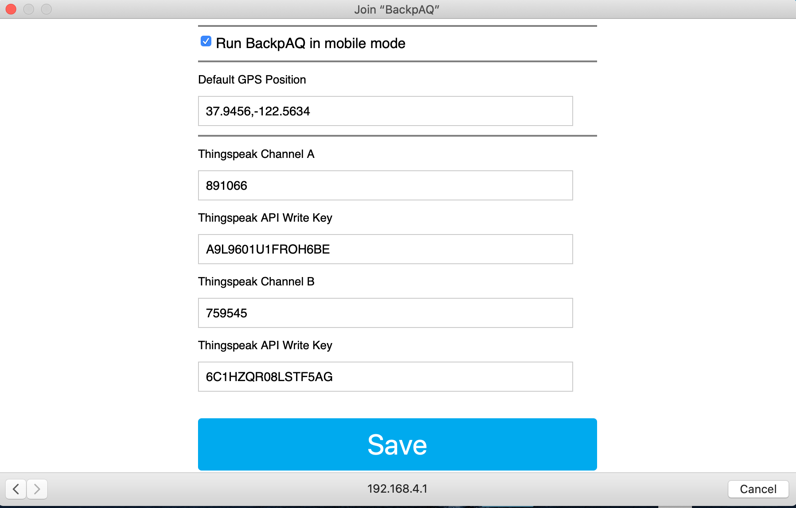 Join “BackpAQ”
Run BackpAQ in mobile mode
Default GPS Position
37.9456,-122.5634
Thingspeak Channel A
891066
Thingspeak API Write Key
A9L9601U1FROH6BE
Thingspeak Channel B
759545
Thingspeak API Write Key
6C1HZQR08LSTF5AG
Save
192.168.4.1
Cancel